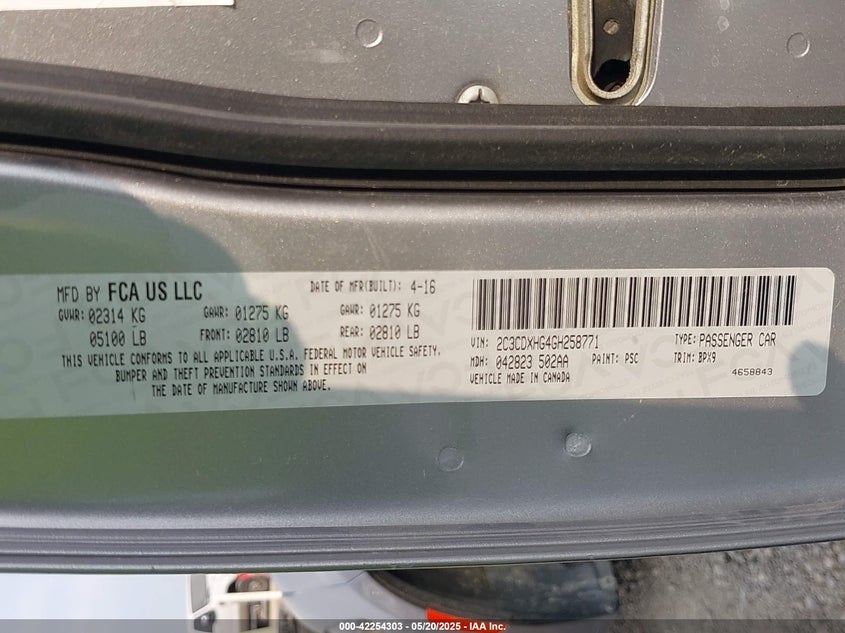 MFD BY FCA US LLC
DATE OF MFR(BUILT): 4-16
GVWR: 02314 KG GAWR: 01275 KG GAWR: 01275 KG
05100 LB FRONT: 02810 LB REAR: 02810 LB
THIS VEHICLE CONFORMS TO ALL APPLICABLE U.S.A. FEDERAL MOTOR VEHICLE SAFETY,
BUMPER AND THEFT PREVENTION STANDARDS IN EFFECT ON
THE DATE OF MANUFACTURE SHOWN ABOVE.
VIN: 2C3CDXHG4GH258771 TYPE: PASSENGER CAR
MDH: 042823 502AA PAINT: PSC TRIM: BPX9
VEHICLE MADE IN CANADA 4658843
000-42254303 - 05/20/2025 - IAA Inc.